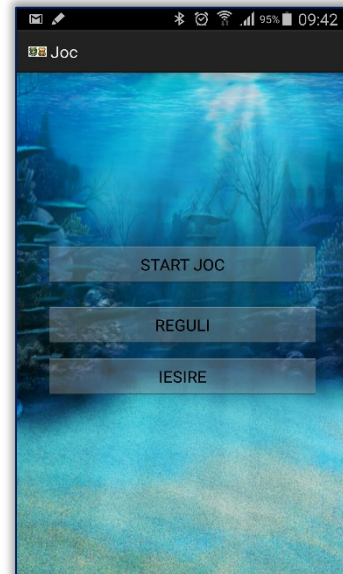 95% 09:42
Joc
START JOC
REGULI
IESIRE